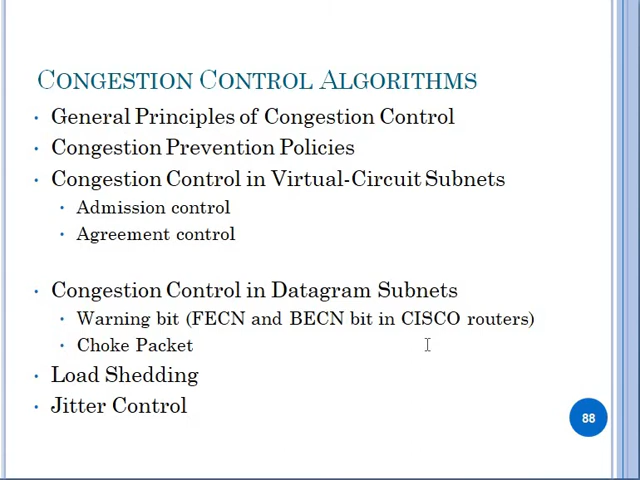 CONGESTION CONTROL ALGORITHMS
• General Principles of Congestion Control
• Congestion Prevention Policies
• Congestion Control in Virtual-Circuit Subnets
• Admission control
• Agreement control
• Congestion Control in Datagram Subnets
• Warning bit (FECN and BECN bit in CISCO routers)
• Choke Packet
• Load Shedding
• Jitter Control
88